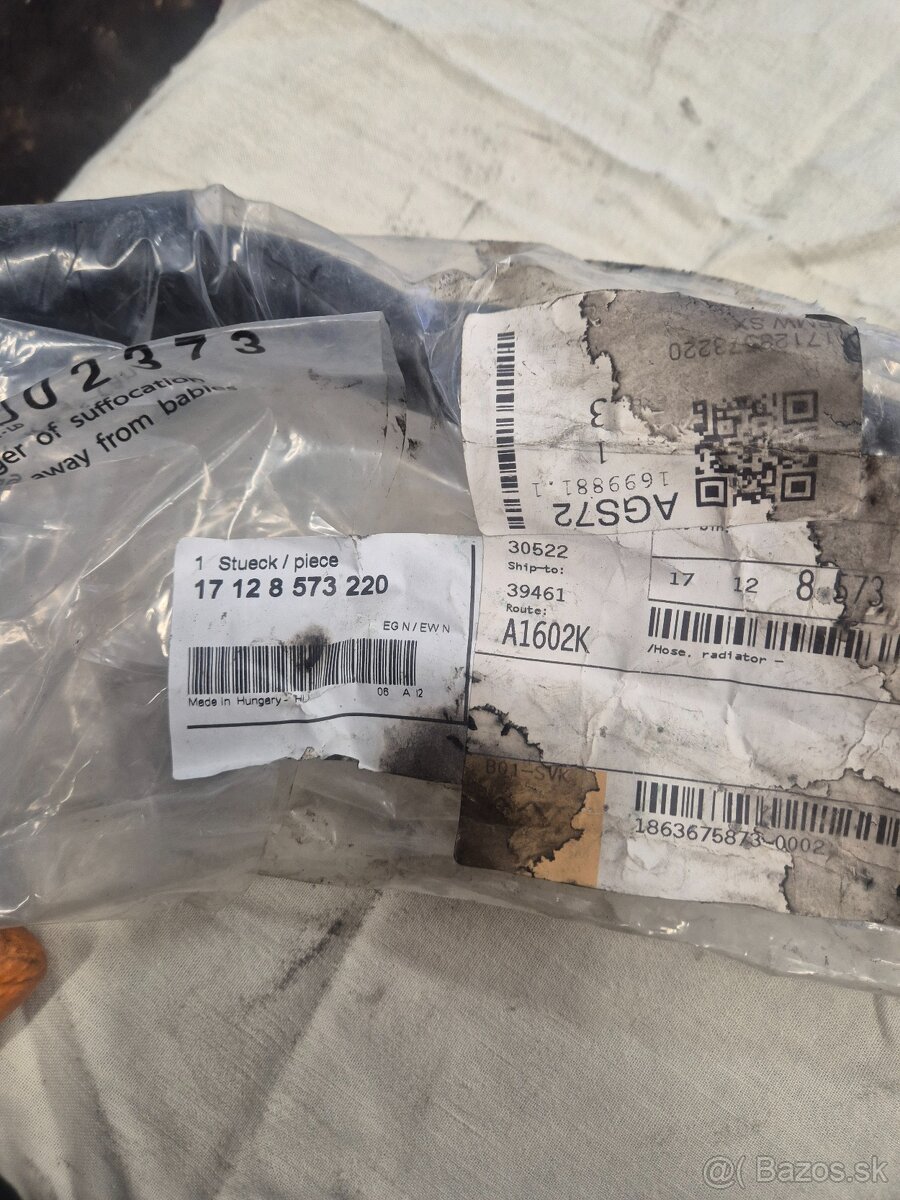 02373
ger of suffocation,
away from babies
17128573220
1
3
1699881.1
AGS72
1 Stueck / piece
17 12 8 573 220
EG N / EW N
Made in Hungary - HU
06 A 12
30522
Ship-to:
39461
Route:
A1602K
17 12 8 573
/Hose, radiator -
B01-SVK
1863675873-0002
@( Bazos.sk